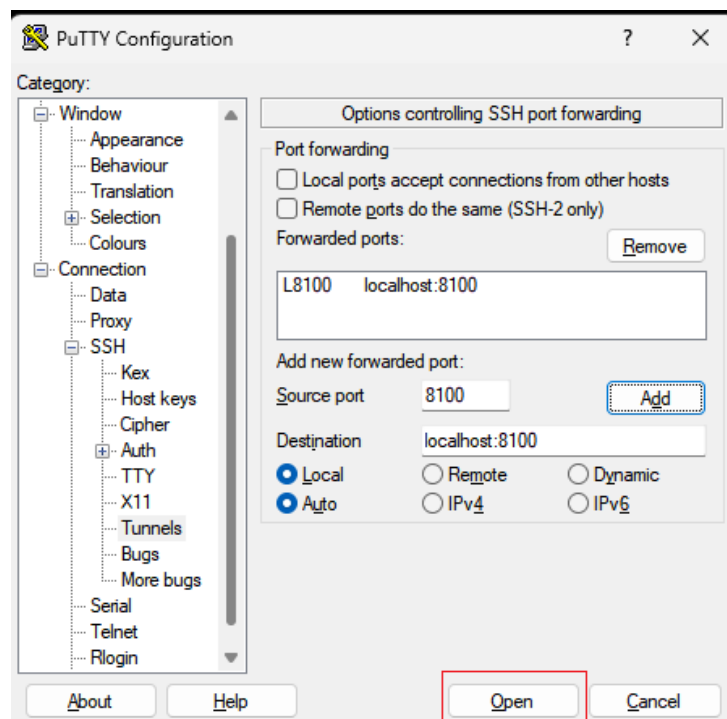 PuTTY Configuration
?
Category:
Window
Appearance
Behaviour
Translation
Selection
Colours
Connection
Data
Proxy
SSH
Kex
Host keys
Cipher
Auth
TTY
X11
Tunnels
Bugs
More bugs
Serial
Telnet
Rlogin
Options controlling SSH port forwarding
Port forwarding
Local ports accept connections from other hosts
Remote ports do the same (SSH-2 only)
Forwarded ports:
Remove
L8100 localhost:8100
Add new forwarded port:
Source port 8100 Add
Destination localhost:8100
Local Remote Dynamic
Auto IPv4 IPv6
About Help Open Cancel